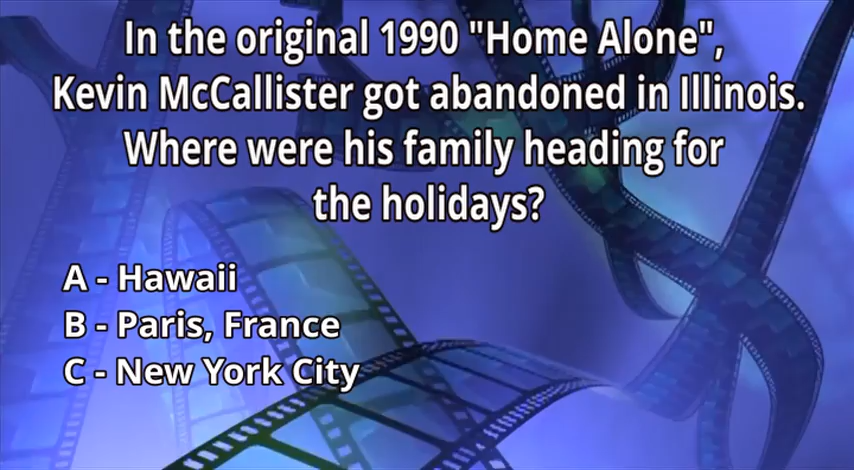 In the original 1990 "Home Alone",
Kevin McCallister got abandoned in Illinois.
Where were his family heading for
the holidays?
A - Hawaii
B - Paris, France
C - New York City